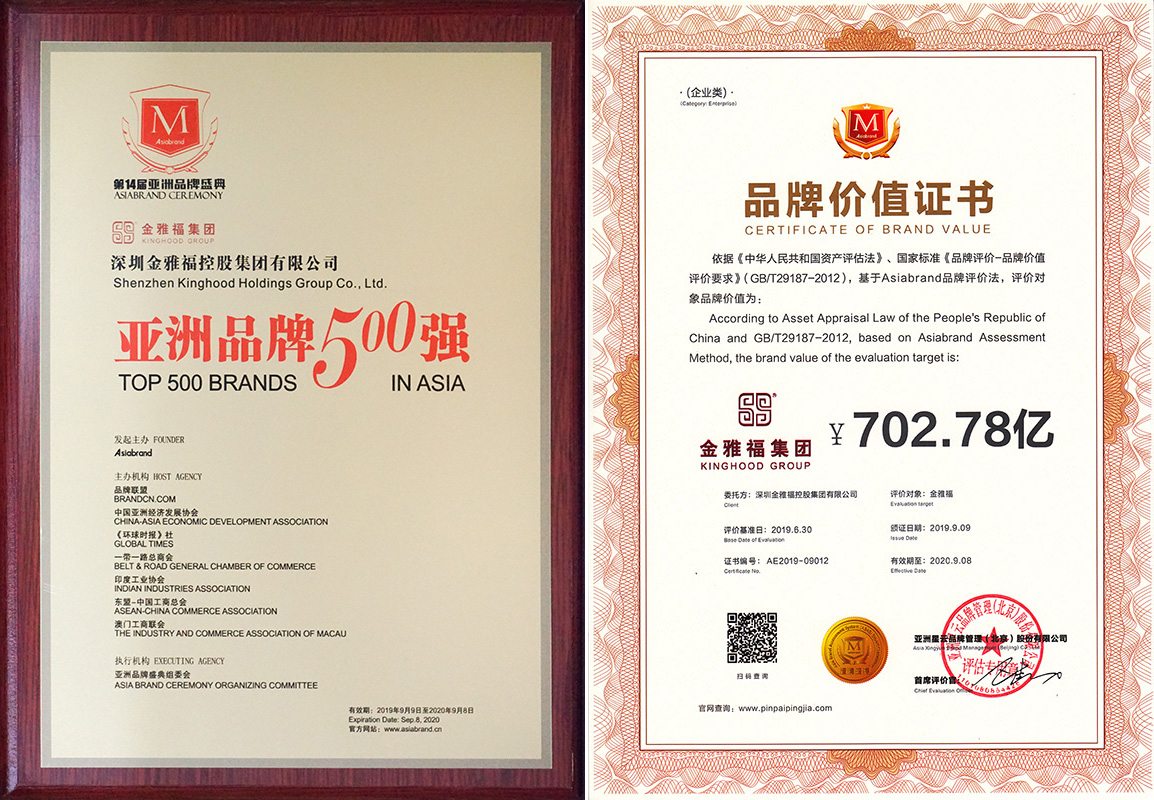 M
Asiabrand
第14届亚洲品牌盛典
ASIABRAND CEREMONY
金雅福集团
KINGHOOD GROUP
深圳金雅福控股集团有限公司
Shenzhen Kinghood Holdings Group Co., Ltd.
亚洲品牌500强
TOP 500 BRANDS IN ASIA
发起主办 FOUNDER
Asiabrand
主办机构 HOST AGENCY
品牌联盟
BRANDCN.COM
中国亚洲经济发展协会
CHINA-ASIA ECONOMIC DEVELOPMENT ASSOCIATION
《环球时报》社
GLOBAL TIMES
一带一路总商会
BELT & ROAD GENERAL CHAMBER OF COMMERCE
印度工业协会
INDIAN INDUSTRIES ASSOCIATION
东盟-中国工商总会
ASEAN-CHINA COMMERCE ASSOCIATION
澳门工商联会
THE INDUSTRY AND COMMERCE ASSOCIATION OF MACAU
执行机构 EXECUTING AGENCY
亚洲品牌盛典组委会
ASIA BRAND CEREMONY ORGANIZING COMMITTEE
有效期：2019年9月9日至2020年9月8日
Expiration Date: Sep.8, 2020
官方网站：www.asiabrand.cn
·(企业类)·
(Category: Enterprise)
M
Asiabrand
品牌价值证书
CERTIFICATE OF BRAND VALUE
依据《中华人民共和国资产评估法》、国家标准《品牌评价-品牌价值
评价要求》（GB/T29187-2012），基于Asiabrand品牌评价法，评价对
象品牌价值为：
According to Asset Appraisal Law of the People's Republic of
China and GB/T29187-2012, based on Asiabrand Assessment
Method, the brand value of the evaluation target is:
金雅福集团
KINGHOOD GROUP
¥702.78亿
委托方：深圳金雅福控股集团有限公司
Client
评价对象：金雅福
Evaluation target
评价基准日：2019.6.30
Base Date of Evaluation
颁证日期：2019.9.09
Issue Date
证书编号：AE2019-09012
Certificate No.
有效期至：2020.9.08
Effective Date
扫码查询
M
亚洲星云品牌管理（北京）股份有限公司
Asia Xingyun Brand Management (Beijing) Co., Ltd.
评估专用章
首席评价官：
Chief Evaluation Officer
官网查询：www.pinpaipingjia.com